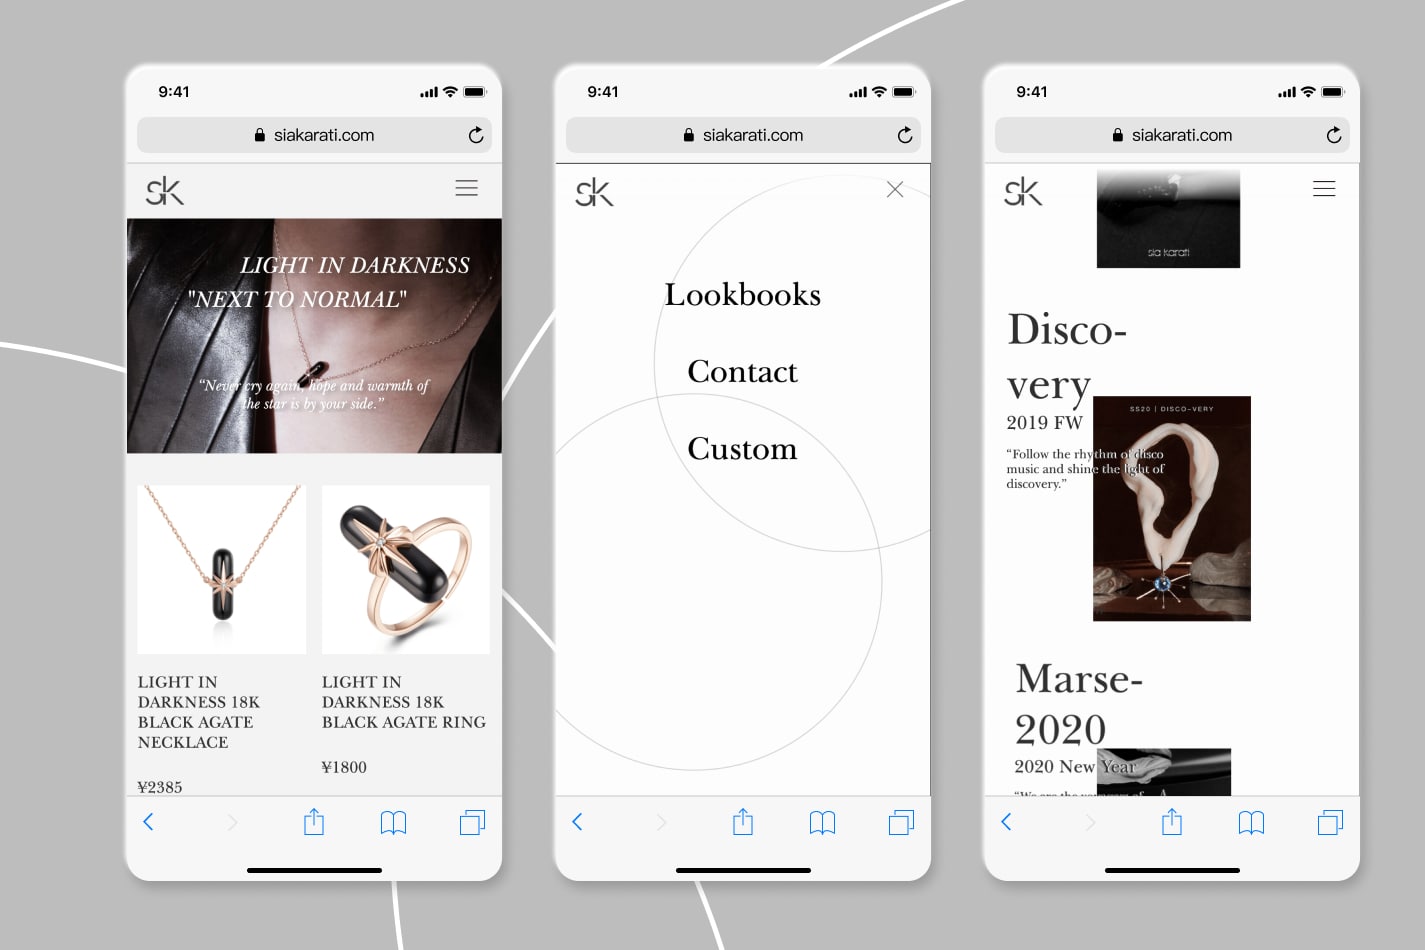 9:41
siakarati.com
sk
LIGHT IN DARKNESS
"NEXT TO NORMAL"
“Never cry again, hope and warmth of
the star is by your side.”
LIGHT IN
DARKNESS 18K
BLACK AGATE
NECKLACE
¥2385
LIGHT IN
DARKNESS 18K
BLACK AGATE RING
¥1800
9:41
siakarati.com
sk
Lookbooks
Contact
Custom
9:41
siakarati.com
sk
sia karati
Disco-
very
2019 FW
“Follow the rhythm of disco
music and shine the light of
discovery.”
SS20 | DISCO-VERY
Marse-
2020
2020 New Year
“We are the